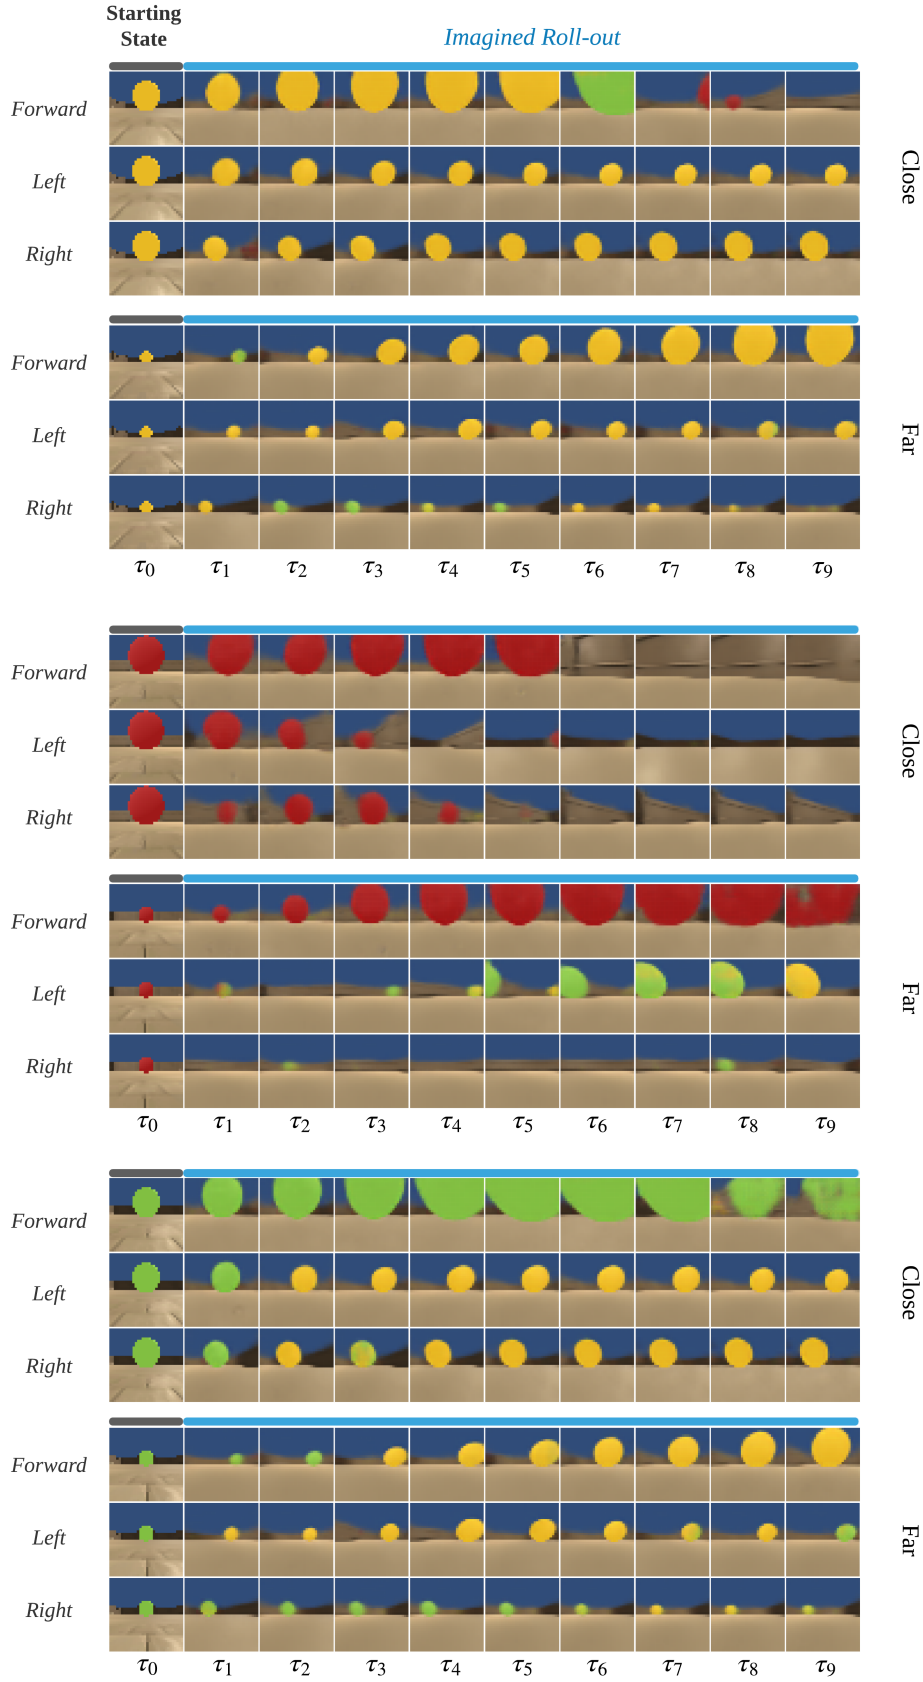 Starting
State
Imagined Roll-out
Forward
Left
Right
Close
Forward
Left
Right
Far
τ0 τ1 τ2 τ3 τ4 τ5 τ6 τ7 τ8 τ9
Forward
Left
Right
Close
Forward
Left
Right
Far
τ0 τ1 τ2 τ3 τ4 τ5 τ6 τ7 τ8 τ9
Forward
Left
Right
Close
Forward
Left
Right
Far
τ0 τ1 τ2 τ3 τ4 τ5 τ6 τ7 τ8 τ9